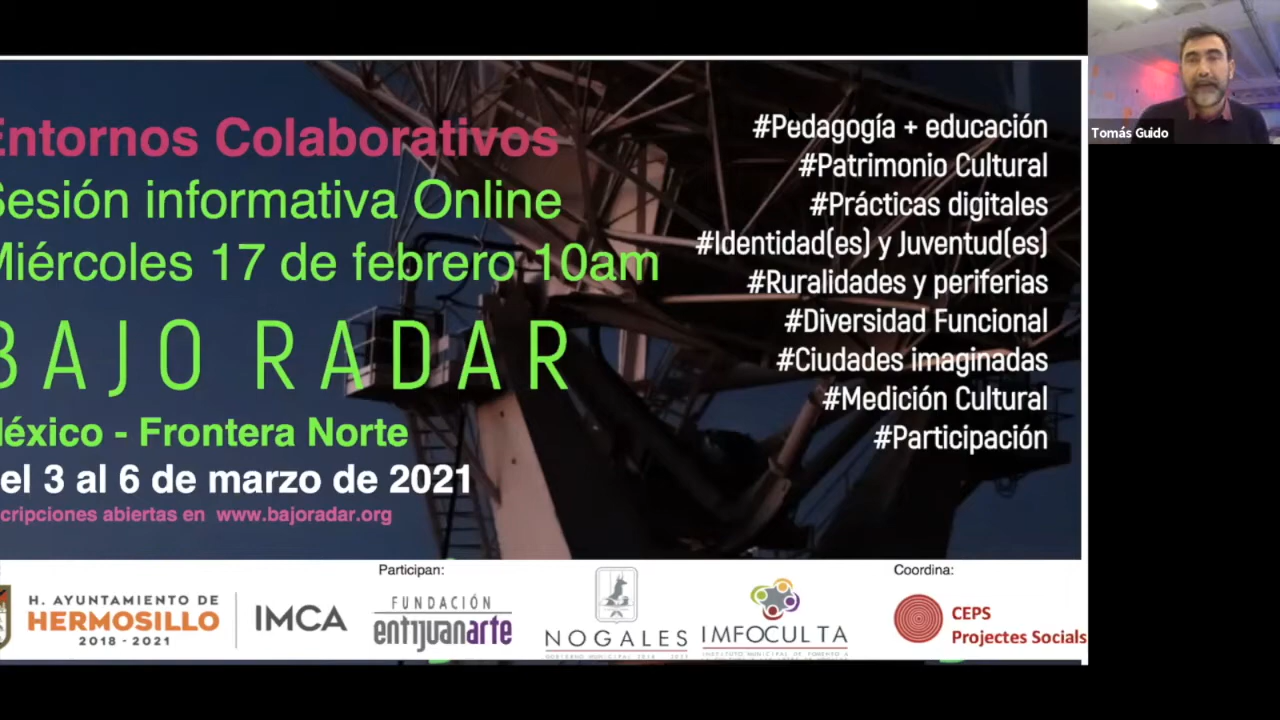 Entornos Colaborativos
Sesión informativa Online
Miércoles 17 de febrero 10am
BAJO RADAR
México - Frontera Norte
el 3 al 6 de marzo de 2021
cripciones abiertas en www.bajoradar.org
#Pedagogía + educación
#Patrimonio Cultural
#Prácticas digitales
#Identidad(es) y Juventud(es)
#Ruralidades y periferias
#Diversidad Funcional
#Ciudades imaginadas
#Medición Cultural
#Participación
Tomás Guido
H. AYUNTAMIENTO DE
HERMOSILLO
2018 - 2021
IMCA
Participan:
FUNDACIÓN
entijuanarte
NOGALES
IMFOCULTA
Coordina:
CEPS
Projectes Socials